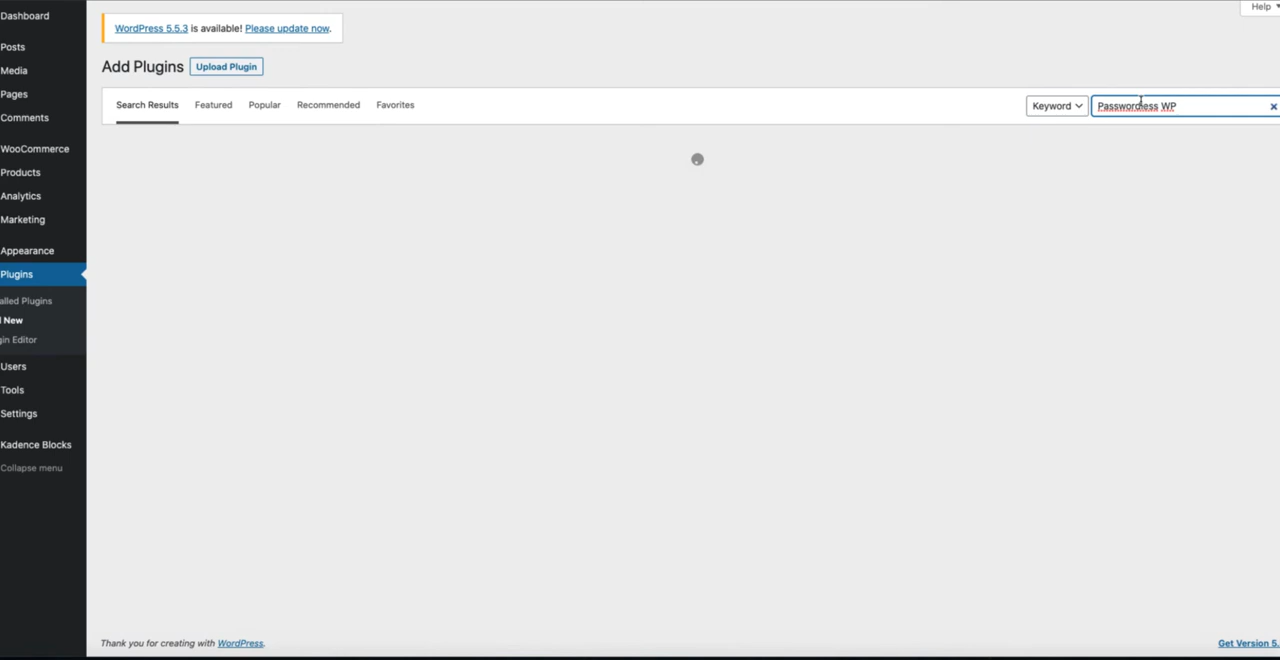 Dashboard
Posts
Media
Pages
Comments
WooCommerce
Products
Analytics
Marketing
Appearance
Plugins
alled Plugins
New
gin Editor
Users
Tools
Settings
Kadence Blocks
Collapse menu
Help
WordPress 5.5.3 is available! Please update now.
Add Plugins Upload Plugin
Search Results Featured Popular Recommended Favorites Keyword Passwordless WP
Thank you for creating with WordPress. Get Version 5.